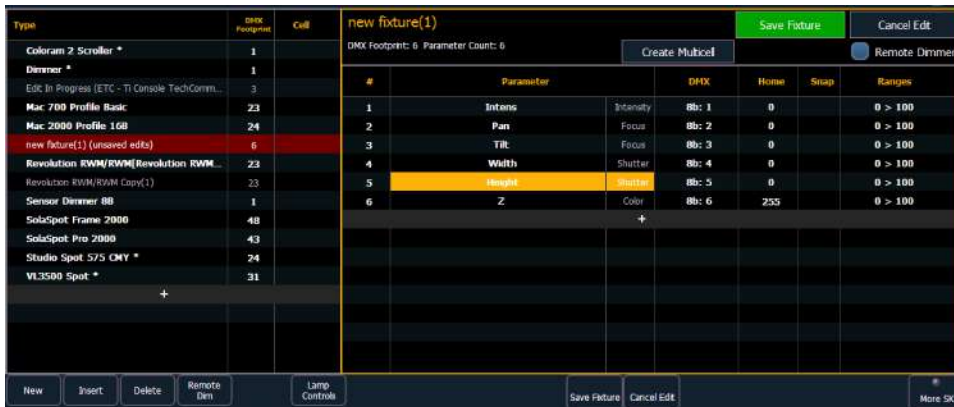 Type DMX Footprint Cell
Coloram 2 Scroller * 1
Dimmer * 1
Edit In Progress (ETC - Ti Console TechComm... 3
Mac 700 Profile Basic 23
Mac 2000 Profile 16B 24
new fixture(1) (unsaved edits) 6
Revolution RWM/RWM[Revolution RWM... 23
Revolution RWM/RWM Copy(1) 23
Sensor Dimmer 8B 1
SolaSpot Frame 2000 48
SolaSpot Pro 2000 43
Studio Spot 575 CMY * 24
VL3500 Spot * 31
+
new fixture(1) Save Fixture Cancel Edit
DMX Footprint: 6 Parameter Count: 6 Create Multicell Remote Dimmer
# Parameter DMX Home Snap Ranges
1 Intens Intensity 8b: 1 0 0 > 100
2 Pan Focus 8b: 2 0 0 > 100
3 Tilt Focus 8b: 3 0 0 > 100
4 Width Shutter 8b: 4 0 0 > 100
5 Height Shutter 8b: 5 0 0 > 100
6 Z Color 8b: 6 255 0 > 100
+
New Insert Delete Remote Dim Lamp Controls Save Fixture Cancel Edit More SK